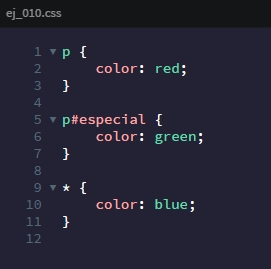 ej_010.css
1 ▼ p {
2     color: red;
3 }
4
5 ▼ p#especial {
6     color: green;
7 }
8
9 ▼ * {
10     color: blue;
11 }
12